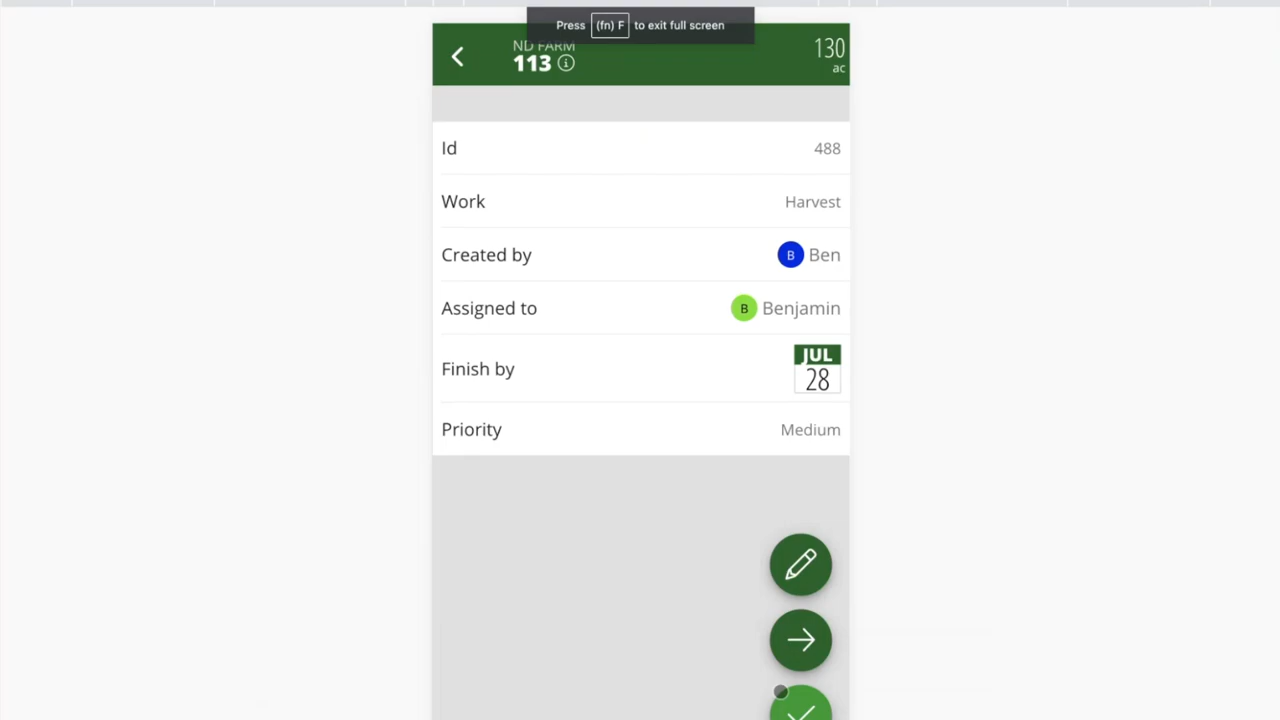 Press (fn) F to exit full screen
ND FARM
113
130
ac
Id 488
Work Harvest
Created by B Ben
Assigned to B Benjamin
Finish by JUL 28
Priority Medium